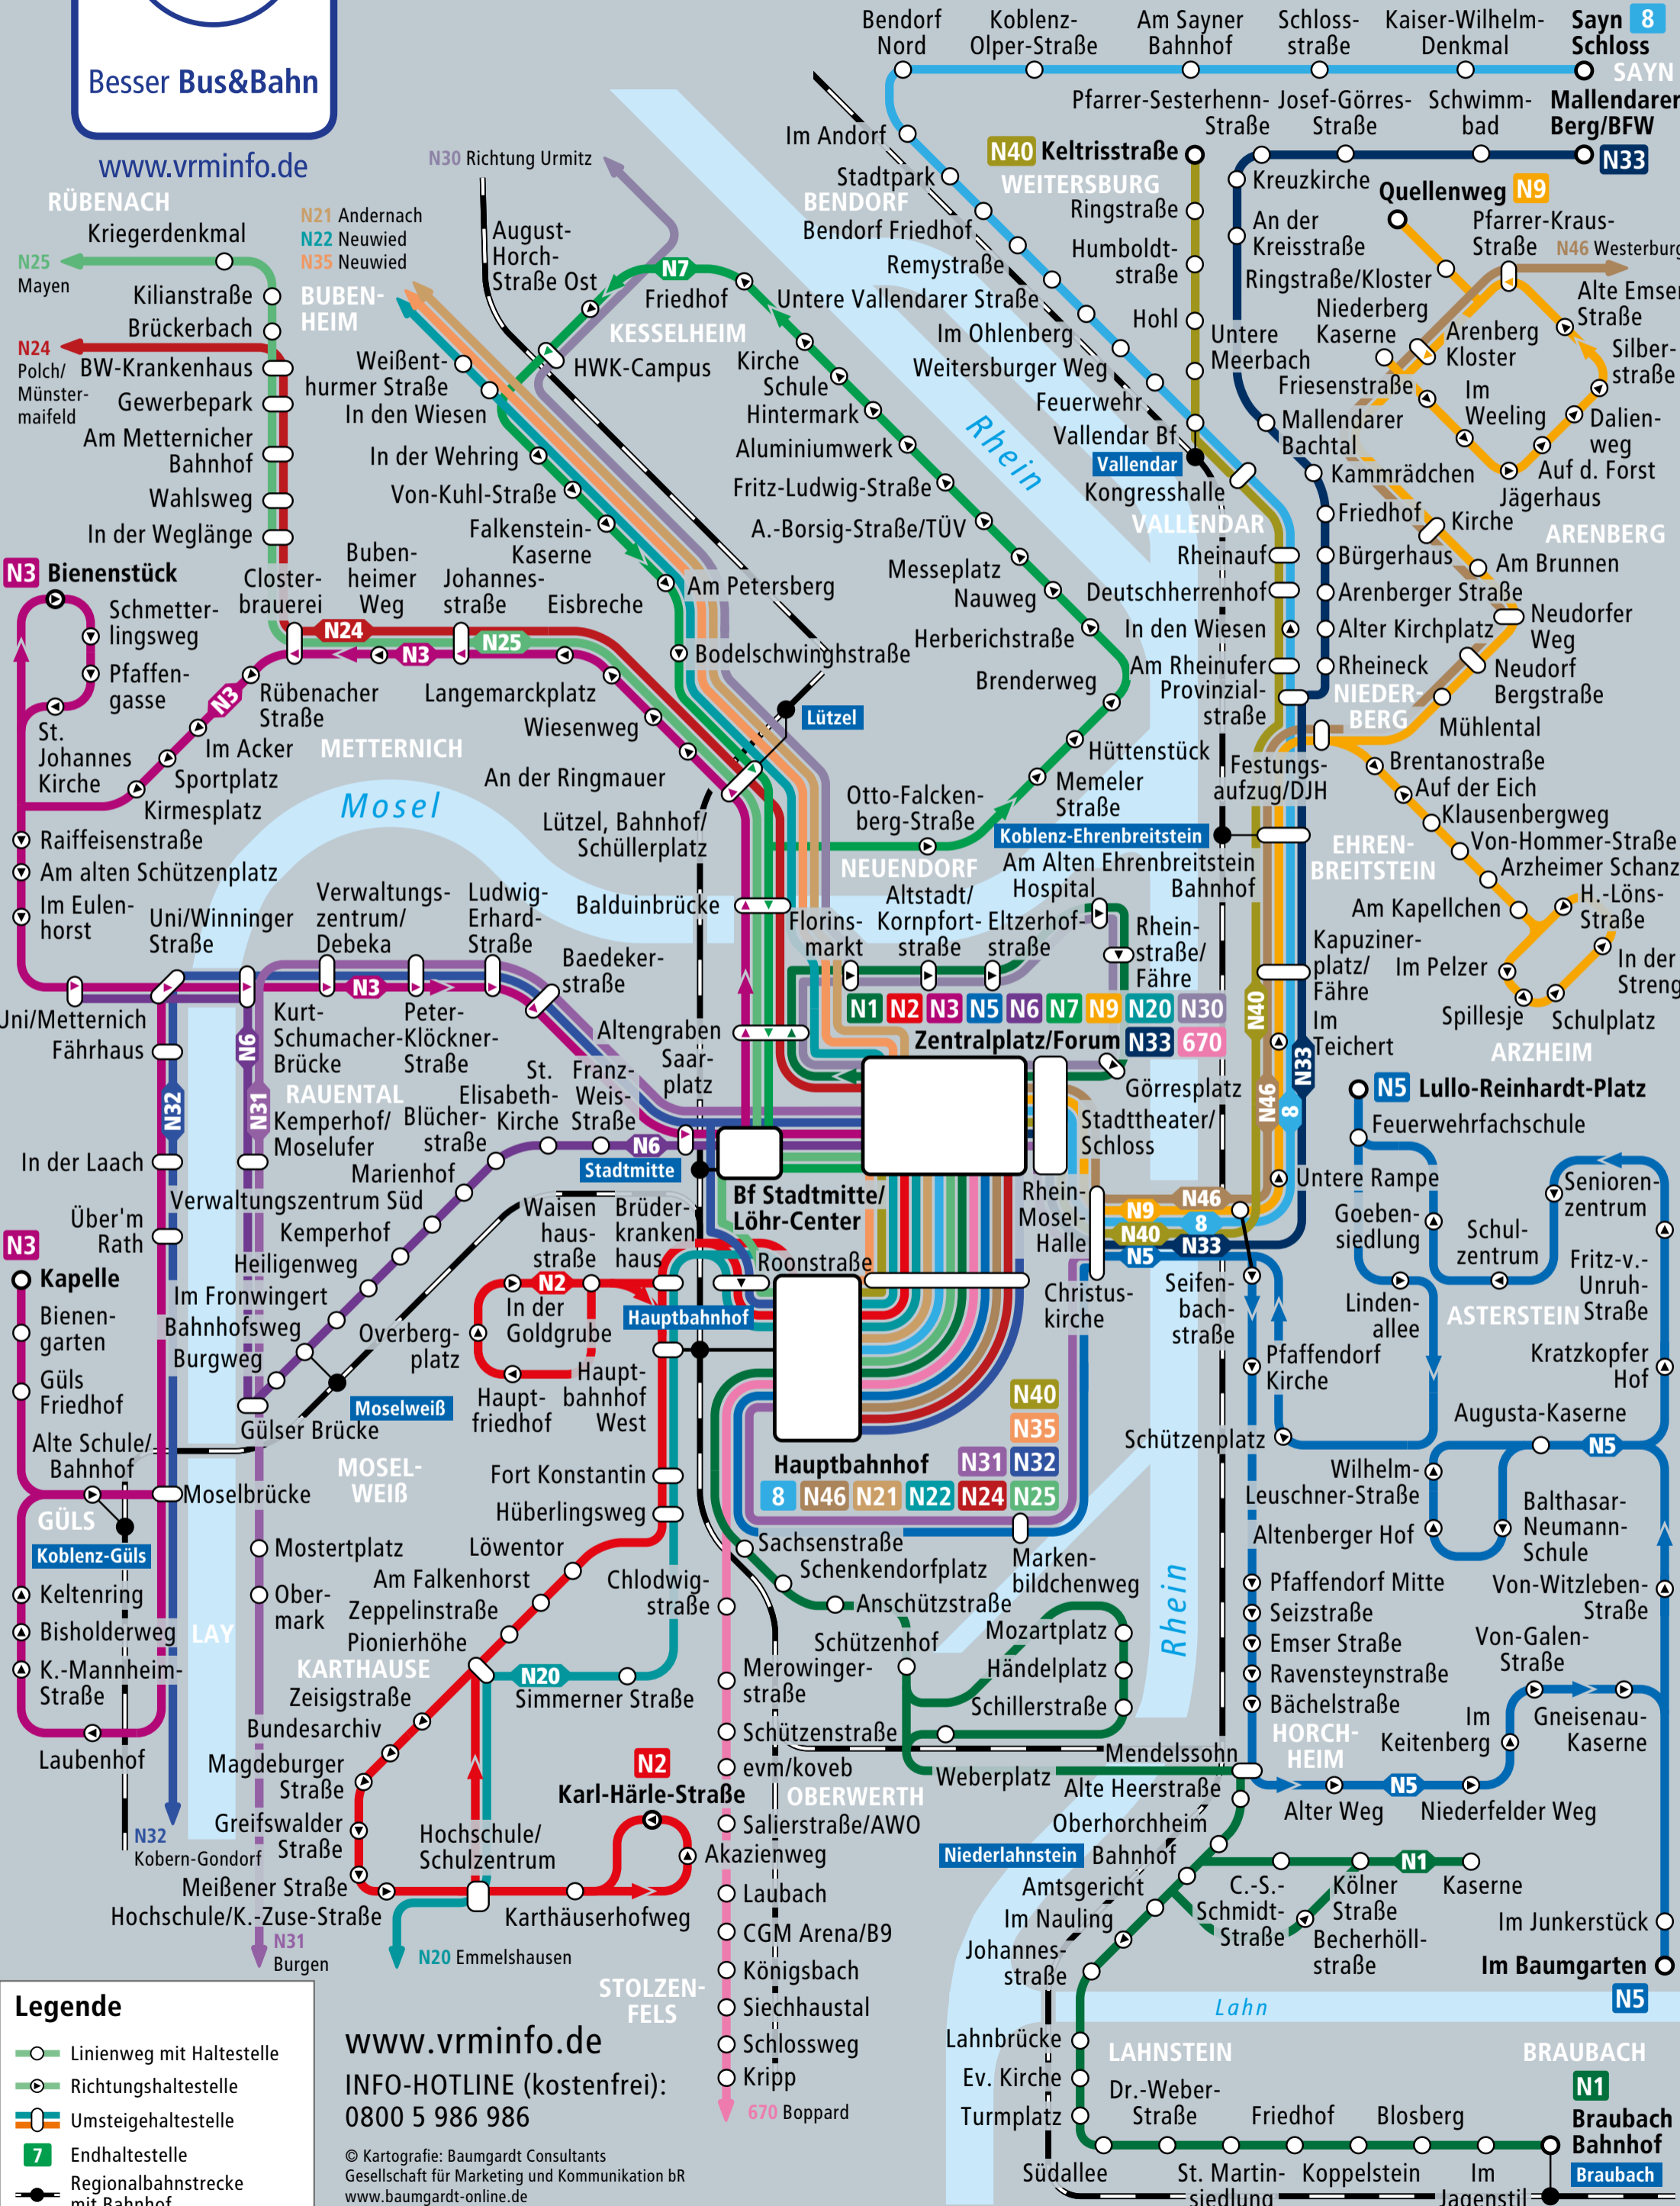 Besser Bus&Bahn
www.vrminfo.de
Bendorf
Nord
Koblenz-
Olper-Straße
Am Sayner
Bahnhof
Schloss-
straße
Kaiser-Wilhelm-
Denkmal
Sayn 8
Schloss
SAYN
Pfarrer-Sesterhenn-
Straße
Josef-Görres-
Straße
Schwimm-
bad
Mallendarer
Berg/BFW
N33
Im Andorf
Stadtpark
BENDORF
Bendorf Friedhof
Remystraße
Untere Vallendarer Straße
Im Ohlenberg
Weitersburger Weg
Feuerwehr
Vallendar Bf
Vallendar
Kongresshalle
VALLENDAR
N40 Keltrisstraße
WEITERSBURG
Ringstraße
Humboldt-
straße
Hohl
Untere
Meerbach
Kreuzkirche
An der
Kreisstraße
Quellenweg N9
Pfarrer-Kraus-
Straße
N46 Westerburg
Ringstraße/Kloster
Niederberg
Kaserne
Arenberg
Kloster
Alte Emser
Straße
Silber-
straße
Friesenstraße
Im
Weeling
Dalien-
weg
Mallendarer
Bachtal
Auf d. Forst
Jägerhaus
Kammrädchen
Friedhof
Kirche
ARENBERG
Bürgerhaus
Am Brunnen
Arenberger Straße
Neudorfer
Weg
Alter Kirchplatz
Rheineck
Neudorf
Bergstraße
NIEDER-
BERG
Mühlental
Rheinauf
Deutschherrenhof
In den Wiesen
Am Rheinufer
Provinzial-
straße
Festungs-
aufzug/DJH
Brentanostraße
Auf der Eich
Klausenbergweg
Von-Hommer-Straße
Arzheimer Schanz
EHREN-
BREITSTEIN
H.-Löns-
Straße
Am Kapellchen
In der
Streng
Im Pelzer
Spillesje
Schulplatz
ARZHEIM
RÜBENACH
Kriegerdenkmal
N25
Mayen
Kilianstraße
Brückerbach
N24
Polch/
Münster-
maifeld
BW-Krankenhaus
Gewerbepark
Am Metternicher
Bahnhof
Wahlsweg
In der Weglänge
N30 Richtung Urmitz
N21 Andernach
N22 Neuwied
N35 Neuwied
BUBEN-
HEIM
August-
Horch-
Straße Ost
N7
Friedhof
KESSELHEIM
HWK-Campus
Weißent-
hurmer Straße
In den Wiesen
In der Wehring
Von-Kuhl-Straße
Falkenstein-
Kaserne
Am Petersberg
Bodelschwinghstraße
Kirche
Schule
Hintermark
Aluminiumwerk
Fritz-Ludwig-Straße
A.-Borsig-Straße/TÜV
Messeplatz
Nauweg
Herberichstraße
Brenderweg
Hüttenstück
Memeler
Straße
Otto-Falcken-
berg-Straße
NEUENDORF
Rhein
Lützel
N3 Bienenstück
Schmetter-
lingsweg
Pfaffen-
gasse
St.
Johannes
Kirche
Closter-
brauerei
Buben-
heimer
Weg
Johannes-
straße
Eisbreche
N24
N25
N3
N3
Rübenacher
Straße
Im Acker
Sportplatz
Kirmesplatz
METTERNICH
Langemarckplatz
Wiesenweg
An der Ringmauer
Lützel, Bahnhof/
Schüllerplatz
Mosel
Raiffeisenstraße
Am alten Schützenplatz
Im Eulen-
horst
Uni/Winninger
Straße
Verwaltungs-
zentrum/
Debeka
Ludwig-
Erhard-
Straße
Baedeker-
straße
Balduinbrücke
Altengraben
Saar-
platz
N3
Uni/Metternich
Fährhaus
Kurt-
Schumacher-
Brücke
Peter-
Klöckner-
Straße
N6
N32
N31
RAUENTAL
Kemperhof/
Moselufer
St.
Elisabeth-
Kirche
Franz-
Weis-
Straße
Blücher-
straße
N6
Stadtmitte
Marienhof
Verwaltungszentrum Süd
Kemperhof
Heiligenweg
Im Fronwingert
Bahnhofsweg
Burgweg
Moselweiß
Gülser Brücke
MOSEL-
WEIß
In der Laach
Über'm
Rath
N3
Kapelle
Bienen-
garten
Güls
Friedhof
Alte Schule/
Bahnhof
Moselbrücke
GÜLS
Koblenz-Güls
Keltenring
Bisholderweg
K.-Mannheim-
Straße
Laubenhof
LAY
Mostertplatz
Ober-
mark
N32
Kobern-Gondorf
N31
Burgen
Florins-
markt
Altstadt/
Kornpfort-
straße
Eltzerhof-
straße
Am Alten
Hospital
Rhein-
straße/
Fähre
Koblenz-Ehrenbreitstein
Ehrenbreitstein
Bahnhof
N1 N2 N3 N5 N6 N7 N9 N20 N30
Zentralplatz/Forum N33 670
Görresplatz
Stadttheater/
Schloss
Kapuziner-
platz/
Fähre
Im
Teichert
N40
N46
8
N33
Untere Rampe
Bf Stadtmitte/
Löhr-Center
Rhein-
Mosel-
Halle
N46
N9
8
N40
N33
N5
Christus-
kirche
Seifen-
bach-
straße
Waisen
haus-
straße
Brüder-
kranken
haus
Roonstraße
Hauptbahnhof
N2
In der
Goldgrube
Overberg-
platz
Haupt-
friedhof
Haupt-
bahnhof
West
N40
N35
Hauptbahnhof N31 N32
8 N46 N21 N22 N24 N25
Fort Konstantin
Hüberlingsweg
Löwentor
Am Falkenhorst
Zeppelinstraße
Pionierhöhe
KARTHAUSE
Zeisigstraße
Bundesarchiv
Magdeburger
Straße
Greifswalder
Straße
Meißener Straße
Hochschule/K.-Zuse-Straße
N20
Simmerner Straße
N2
Karl-Härle-Straße
Hochschule/
Schulzentrum
Akazienweg
Karthäuserhofweg
N20 Emmelshausen
Chlodwig-
straße
Merowinger-
straße
Schützenstraße
evm/koveb
OBERWERTH
Salierstraße/AWO
Laubach
CGM Arena/B9
Königsbach
Siechhaustal
Schlossweg
Kripp
670 Boppard
STOLZEN-
FELS
Sachsenstraße
Schenkendorfplatz
Anschützstraße
Marken-
bildchenweg
Schützenhof
Mozartplatz
Händelplatz
Schillerstraße
Weberplatz
Mendelssohn
Alte Heerstraße
Rhein
Oberhorchheim
Niederlahnstein Bahnhof
Amtsgericht
Im Nauling
Johannes-
straße
C.-S.-
Schmidt-
Straße
Kölner
Straße
N1
Kaserne
Becherhöll-
straße
N5 Lullo-Reinhardt-Platz
Feuerwehrfachschule
Goeben-
siedlung
Schul-
zentrum
Senioren-
zentrum
Fritz-v.-
Unruh-
Straße
Linden-
allee
ASTERSTEIN
Pfaffendorf
Kirche
Kratzkopfer
Hof
Schützenplatz
Augusta-Kaserne
N5
Wilhelm-
Leuschner-Straße
Altenberger Hof
Balthasar-
Neumann-
Schule
Pfaffendorf Mitte
Seizstraße
Emser Straße
Ravensteynstraße
Bächelstraße
HORCH-
HEIM
Von-Witzleben-
Straße
Von-Galen-
Straße
Im
Keitenberg
Gneisenau-
Kaserne
N5
Alter Weg
Niederfelder Weg
Im Junkerstück
Im Baumgarten
N5
Lahn
Lahnbrücke
LAHNSTEIN
BRAUBACH
Ev. Kirche
Turmplatz
Dr.-Weber-
Straße
Friedhof
Blosberg
N1
Braubach
Bahnhof
Braubach
Südallee
St. Martin-
siedlung
Koppelstein
Im
Jagenstil
Legende
Linienweg mit Haltestelle
Richtungshaltestelle
Umsteigehaltestelle
7 Endhaltestelle
Regionalbahnstrecke
mit Bahnhof
www.vrminfo.de
INFO-HOTLINE (kostenfrei):
0800 5 986 986
© Kartografie: Baumgardt Consultants
Gesellschaft für Marketing und Kommunikation bR
www.baumgardt-online.de